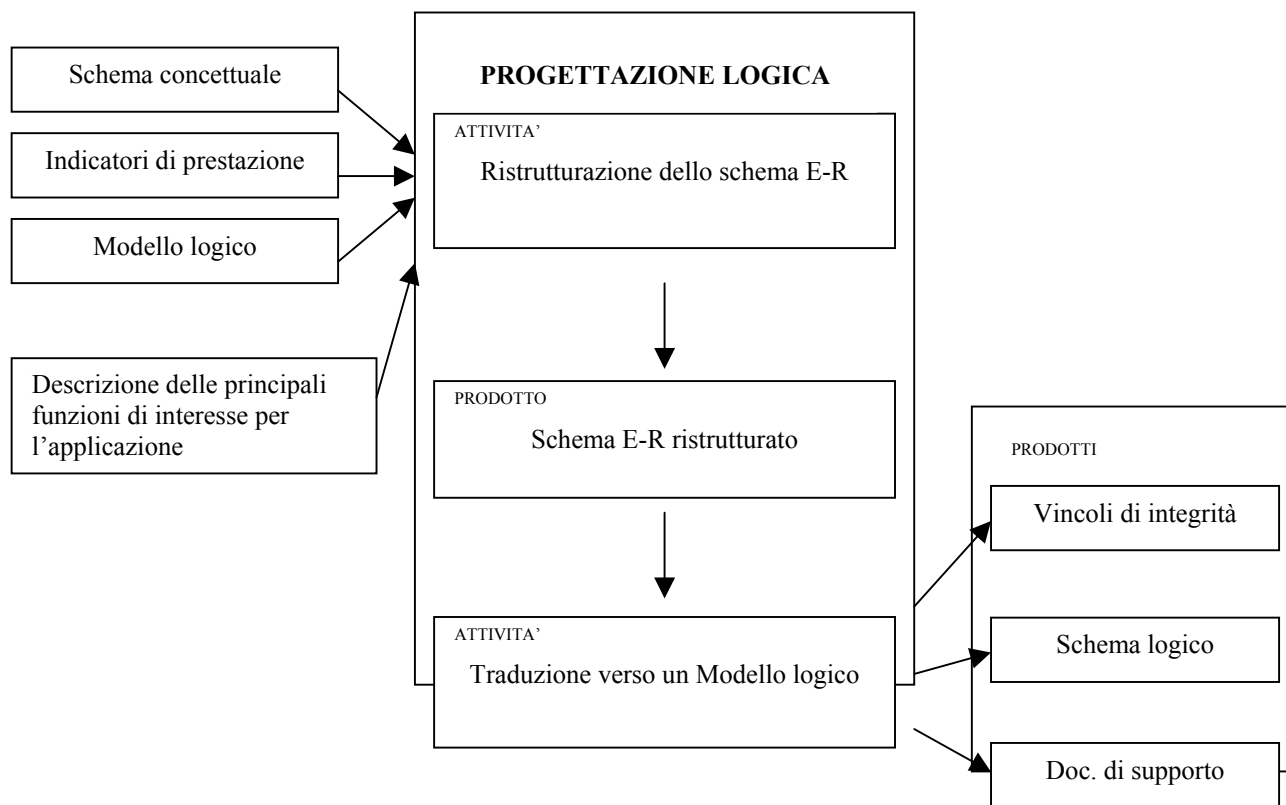 Schema concettuale
Indicatori di prestazione
Modello logico
Descrizione delle principali
funzioni di interesse per
l’applicazione
PROGETTAZIONE LOGICA
ATTIVITA’
Ristrutturazione dello schema E-R
PRODOTTO
Schema E-R ristrutturato
ATTIVITA’
Traduzione verso un Modello logico
PRODOTTI
Vincoli di integrità
Schema logico
Doc. di supporto